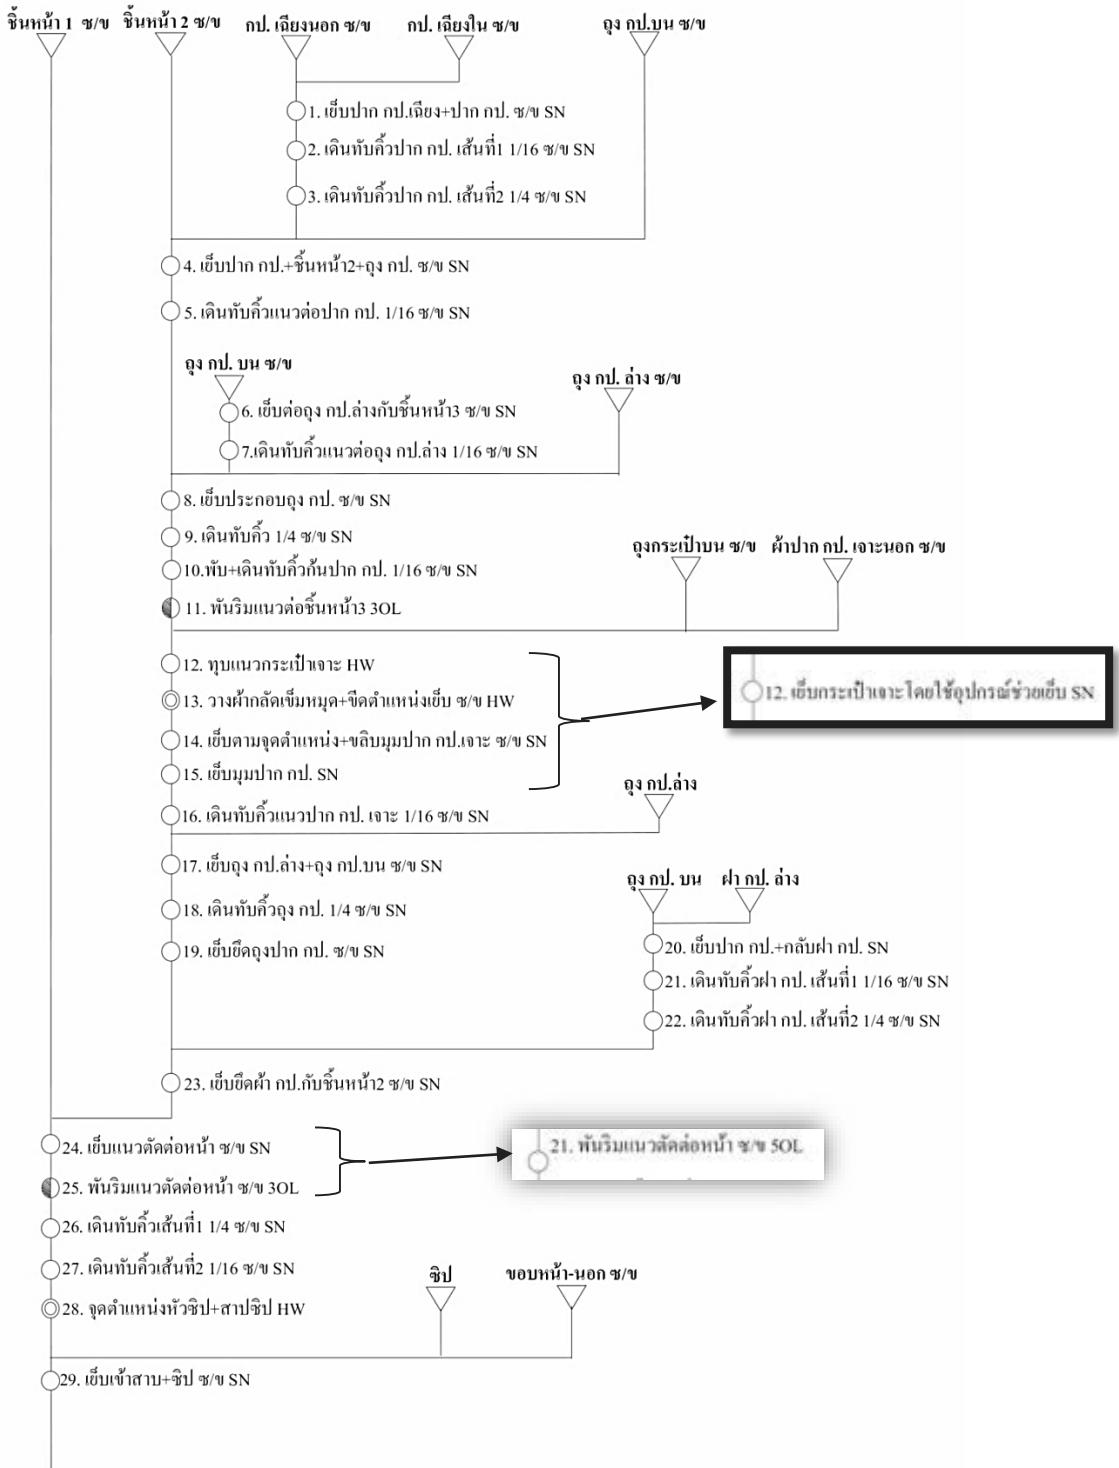 ชิ้นหน้า 1 ซ/ข
ชิ้นหน้า 2 ซ/ข
กป. เฉียงนอก ซ/ข
กป. เฉียงใน ซ/ข
ถุง กป.บน ซ/ข
1. เย็บปาก กป.เฉียง+ปาก กป. ซ/ข SN
2. เดินทับคิ้วปาก กป. เส้นที่1 1/16 ซ/ข SN
3. เดินทับคิ้วปาก กป. เส้นที่2 1/4 ซ/ข SN
4. เย็บปาก กป.+ชิ้นหน้า2+ถุง กป. ซ/ข SN
5. เดินทับคิ้วแนวต่อปาก กป. 1/16 ซ/ข SN
ถุง กป. บน ซ/ข
ถุง กป. ล่าง ซ/ข
6. เย็บต่อถุง กป.ล่างกับชิ้นหน้า3 ซ/ข SN
7.เดินทับคิ้วแนวต่อถุง กป.ล่าง 1/16 ซ/ข SN
8. เย็บประกอบถุง กป. ซ/ข SN
9. เดินทับคิ้ว 1/4 ซ/ข SN
10.พับ+เดินทับคิ้วก้นปาก กป. 1/16 ซ/ข SN
11. พันริมแนวต่อชิ้นหน้า3 3OL
ถุงกระเป๋าบน ซ/ข
ผ้าปาก กป. เจาะนอก ซ/ข
12. ทุบแนวกระเป๋าเจาะ HW
13. วางผ้ากลัดเข็มหมุด+ขีดตำแหน่งเย็บ ซ/ข HW
14. เย็บตามจุดตำแหน่ง+ขลิบมุมปาก กป.เจาะ ซ/ข SN
15. เย็บมุมปาก กป. SN
12. เย็บกระเป๋าเจาะโดยใช้อุปกรณ์ช่วยเย็บ SN
16. เดินทับคิ้วแนวปาก กป. เจาะ 1/16 ซ/ข SN
ถุง กป.ล่าง
17. เย็บถุง กป.ล่าง+ถุง กป.บน ซ/ข SN
18. เดินทับคิ้วถุง กป. 1/4 ซ/ข SN
19. เย็บยึดถุงปาก กป. ซ/ข SN
ถุง กป. บน
ฝา กป. ล่าง
20. เย็บปาก กป.+กลับฝา กป. SN
21. เดินทับคิ้วฝา กป. เส้นที่1 1/16 ซ/ข SN
22. เดินทับคิ้วฝา กป. เส้นที่2 1/4 ซ/ข SN
23. เย็บยึดผ้า กป.กับชิ้นหน้า2 ซ/ข SN
24. เย็บแนวตัดต่อหน้า ซ/ข SN
25. พันริมแนวตัดต่อหน้า ซ/ข 3OL
21. พันริมแนวตัดต่อหน้า ซ/ข 5OL
26. เดินทับคิ้วเส้นที่1 1/4 ซ/ข SN
27. เดินทับคิ้วเส้นที่2 1/16 ซ/ข SN
28. จุดตำแหน่งหัวซิป+สาปซิป HW
ซิป
ขอบหน้า-นอก ซ/ข
29. เย็บเข้าสาบ+ซิป ซ/ข SN